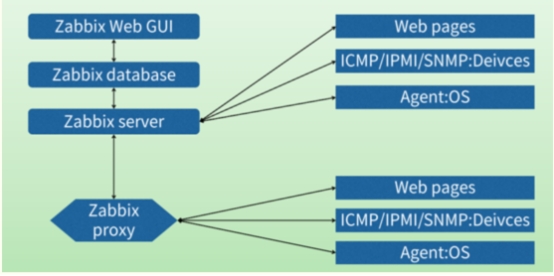 Zabbix Web GUI
Zabbix database
Zabbix server
Zabbix
proxy
Web pages
ICMP/IPMI/SNMP:Deivces
Agent:OS
Web pages
ICMP/IPMI/SNMP:Deivces
Agent:OS